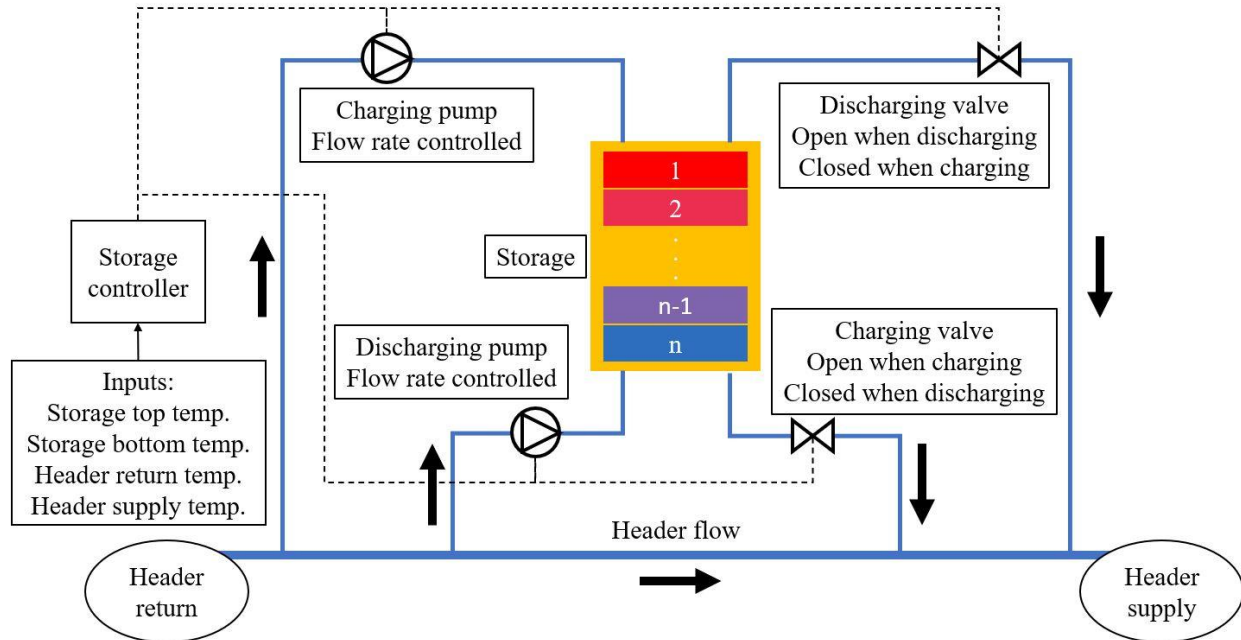 Charging pump
Flow rate controlled
Discharging valve
Open when discharging
Closed when charging
1
2
.
.
.
n-1
n
Storage
Storage
controller
Discharging pump
Flow rate controlled
Charging valve
Open when charging
Closed when discharging
Inputs:
Storage top temp.
Storage bottom temp.
Header return temp.
Header supply temp.
Header flow
Header
return
Header
supply